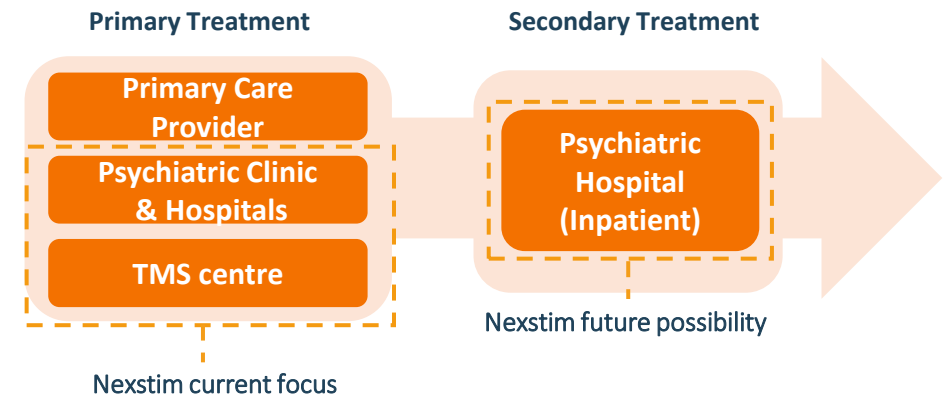 Primary Treatment
Secondary Treatment
Primary Care
Provider
Psychiatric Clinic
& Hospitals
TMS centre
Psychiatric
Hospital
(Inpatient)
Nexstim future possibility
Nexstim current focus